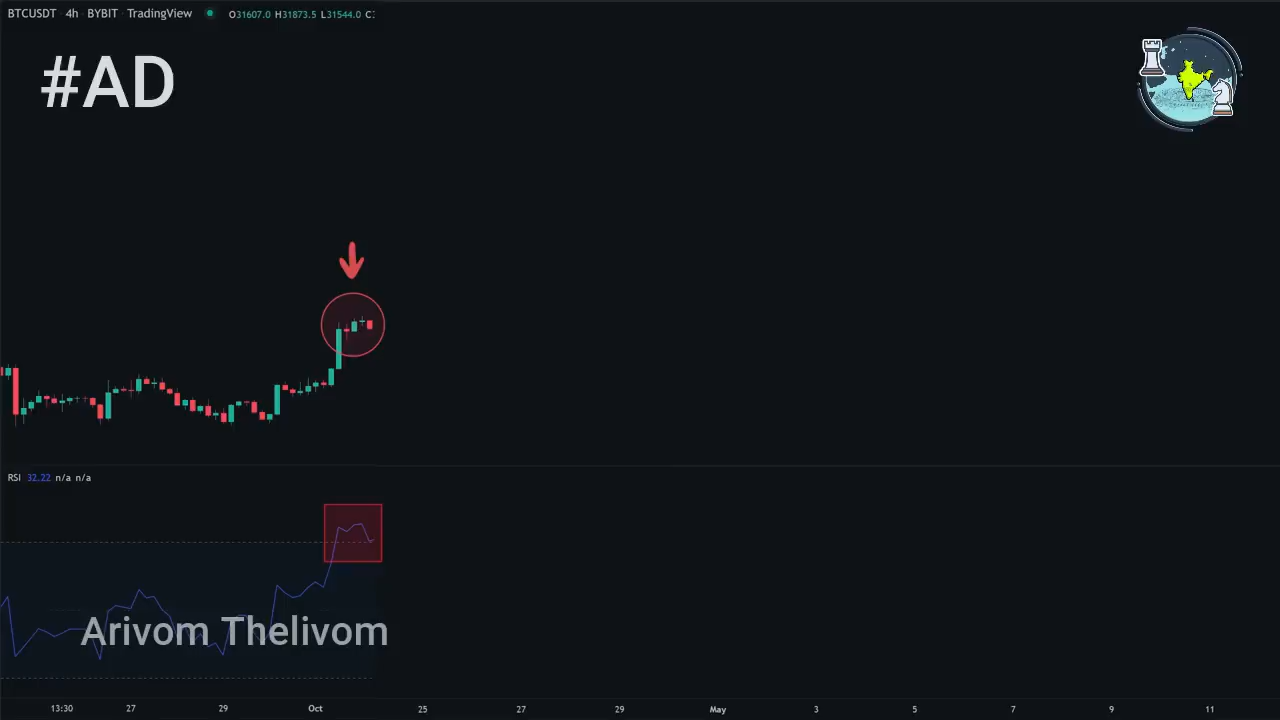 BTCUSDT · 4h · BYBIT · TradingView O31607.0 H31873.5 L31544.0 C:
#AD
RSI 32.22 n/a n/a
Arivom Thelivom
13:30 27 29 Oct 25 27 29 May 3 5 7 9 11